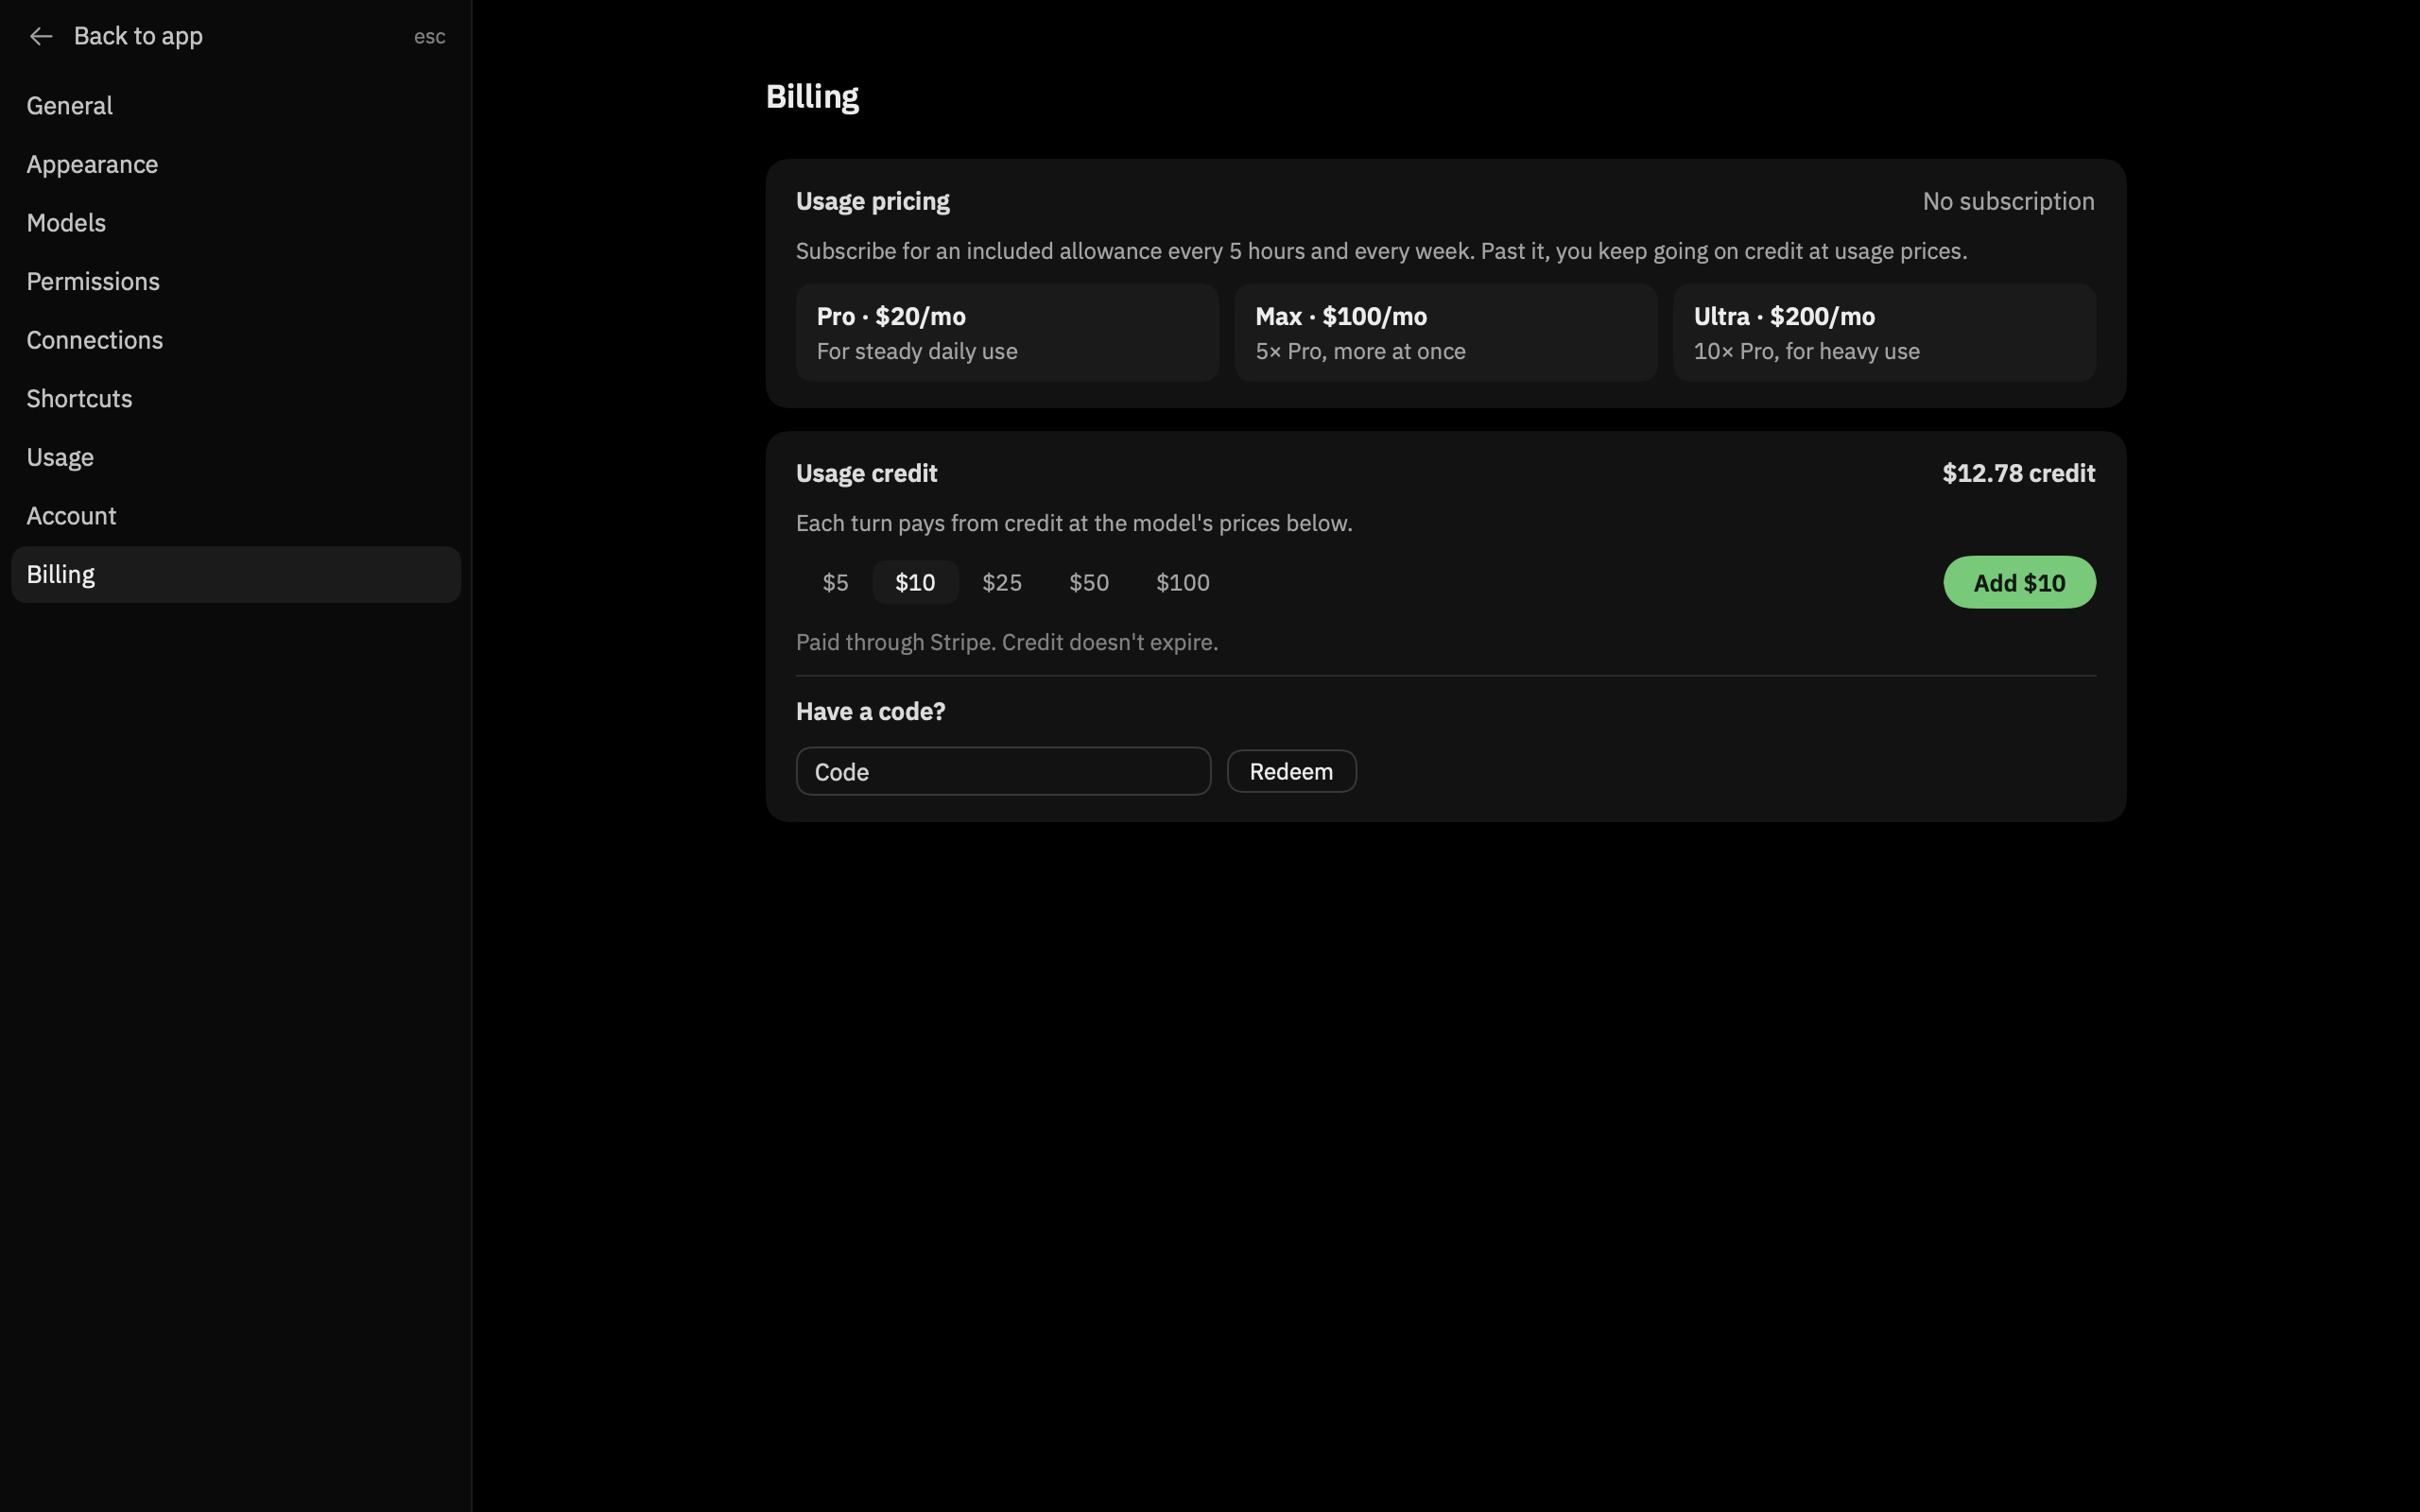 Back to app
esc
General
Appearance
Models
Permissions
Connections
Shortcuts
Usage
Account
Billing
Billing
Usage pricing
No subscription
Subscribe for an included allowance every 5 hours and every week. Past it, you keep going on credit at usage prices.
Pro · $20/mo
For steady daily use
Max · $100/mo
5× Pro, more at once
Ultra · $200/mo
10× Pro, for heavy use
Usage credit
$12.78 credit
Each turn pays from credit at the model's prices below.
$5
$10
$25
$50
$100
Add $10
Paid through Stripe. Credit doesn't expire.
Have a code?
Code
Redeem